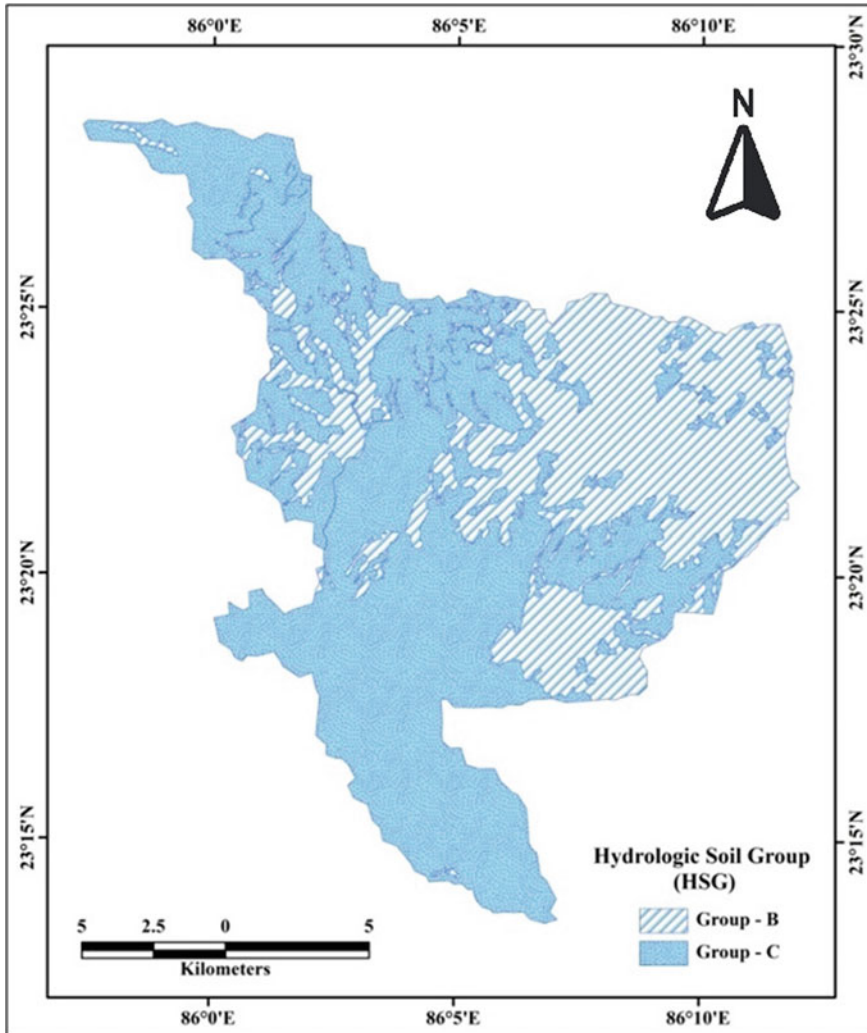 86°0'E 86°5'E 86°10'E
23°30'N
N
23°25'N 23°25'N
23°20'N 23°20'N
23°15'N 23°15'N
Hydrologic Soil Group
(HSG)
Group - B
Group - C
5 2.5 0 5
Kilometers
86°0'E 86°5'E 86°10'E